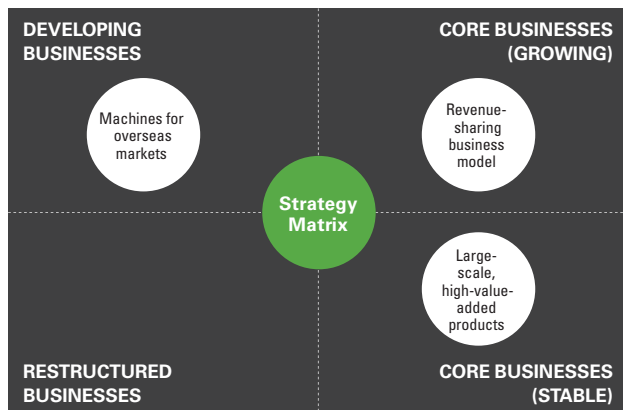 DEVELOPING
BUSINESSES
CORE BUSINESSES
(GROWING)
Machines for
overseas
markets
Revenue-
sharing
business
model
Strategy
Matrix
Large-
scale,
high-value-
added
products
RESTRUCTURED
BUSINESSES
CORE BUSINESSES
(STABLE)